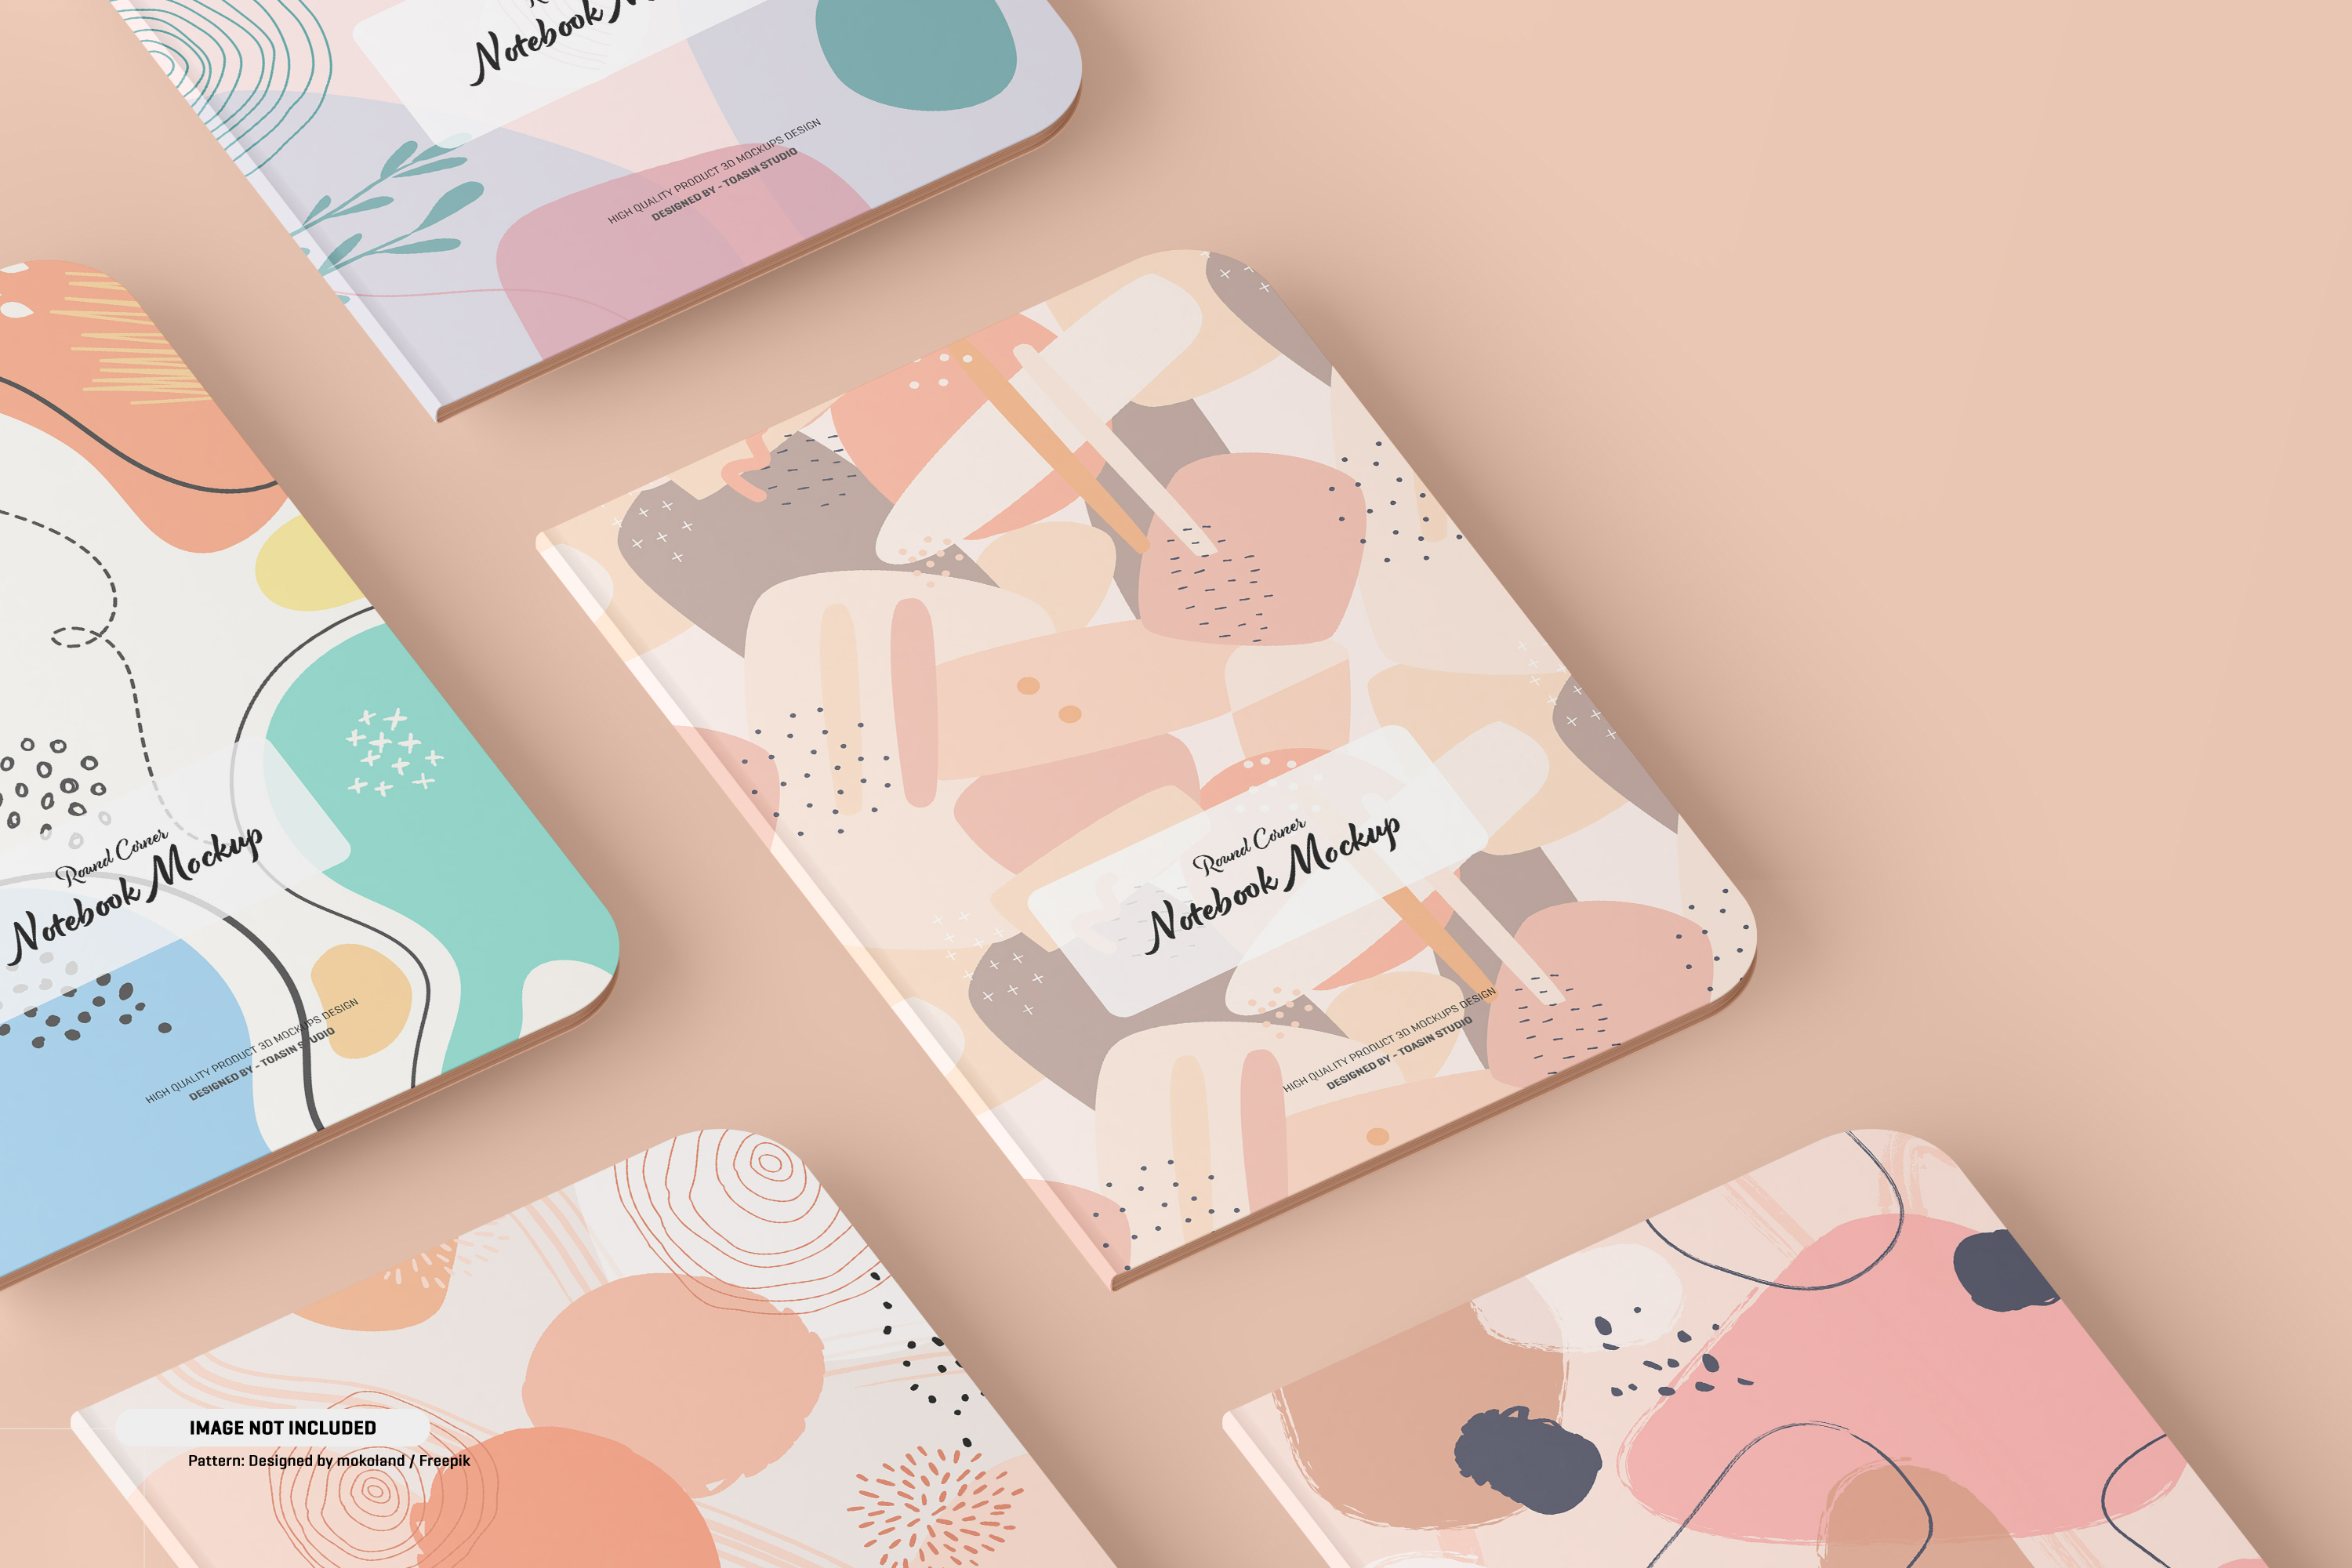 Notebook
HIGH QUALITY PRODUCT 3D MOCKUPS DESIGN
DESIGNED BY - TOASIN STUDIO
Round Corner
Notebook Mockup
HIGH QUALITY PRODUCT 3D MOCKUPS DESIGN
DESIGNED BY - TOASIN STUDIO
Round Corner
Notebook Mockup
HIGH QUALITY PRODUCT 3D MOCKUPS DESIGN
DESIGNED BY - TOASIN STUDIO
IMAGE NOT INCLUDED
Pattern: Designed by mokoland / Freepik